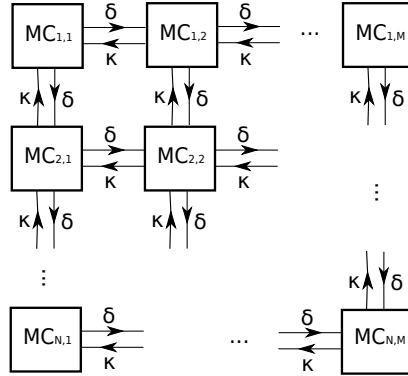 δ δ
MC1,1 MC1,2 ... MC1,M
κ κ
κ δ κ δ κ δ
δ δ
MC2,1 MC2,2
κ κ
...
κ δ κ δ
...
κ δ
δ δ
MCN,1 ... MCN,M
κ κ